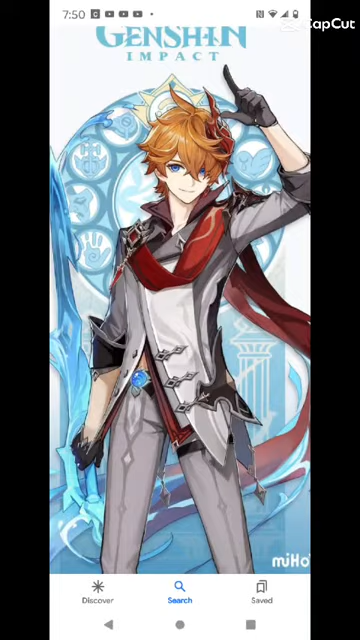 7:50
CapCut
GENSHIN
IMPACT
miHo
Discover
Search
Saved